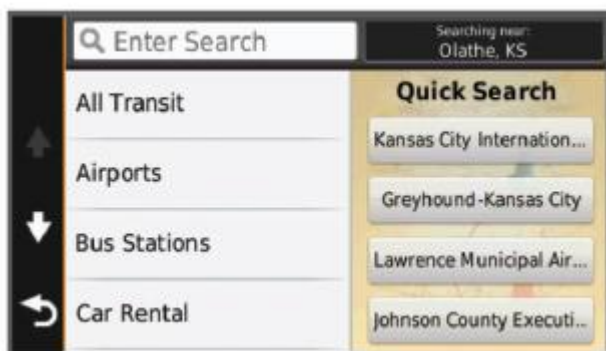 Enter Search
Searching near:
Olathe, KS
All Transit
Airports
Bus Stations
Car Rental
Quick Search
Kansas City Internation...
Greyhound-Kansas City
Lawrence Municipal Air...
Johnson County Executi...